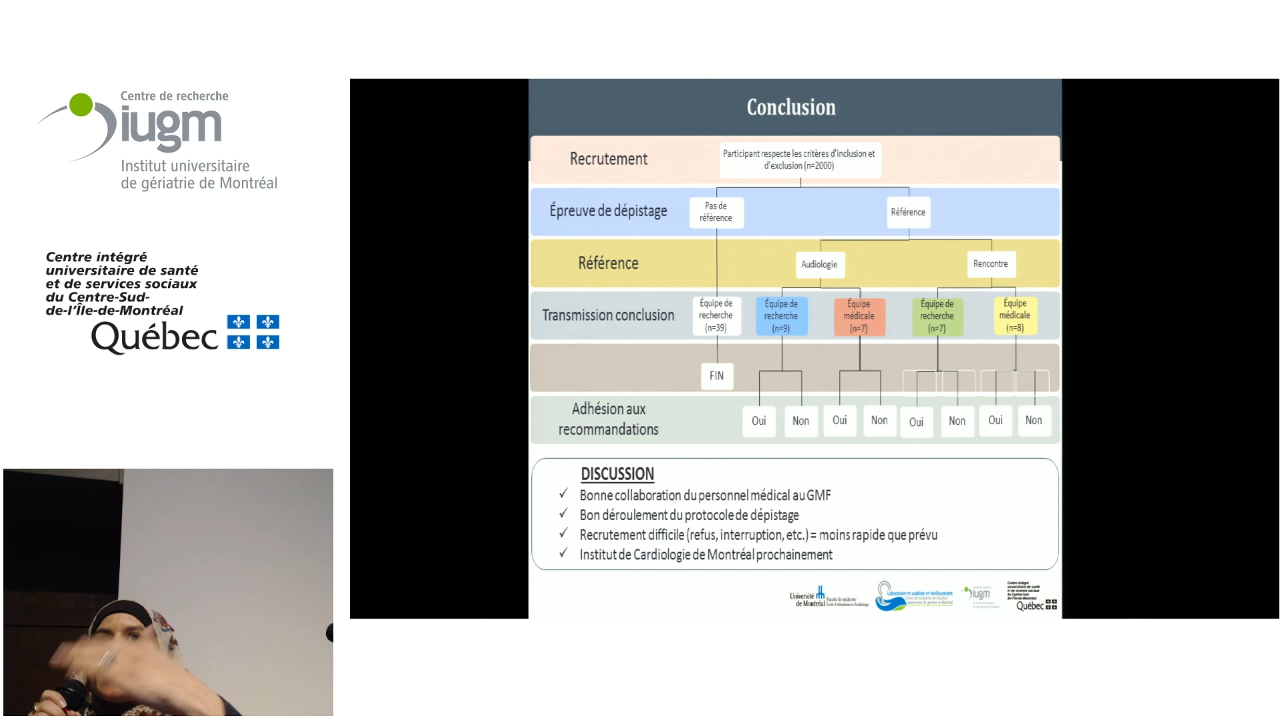 Centre de recherche
iugm
Institut universitaire
de gériatrie de Montréal
Centre intégré
universitaire de santé
et de services sociaux
du Centre-Sud-
de-l'Île-de-Montréal
Québec
Conclusion
Recrutement
Participant respecte les critères d'inclusion et
d'exclusion (n=2000)
Épreuve de dépistage
Pas de
référence
Référence
Référence
Audiologie
Rencontre
Transmission conclusion
Équipe de
recherche
(n=39)
Équipe de
recherche
(n=9)
Équipe
médicale
(n=7)
Équipe de
recherche
(n=7)
Équipe
médicale
(n=8)
FIN
Adhésion aux
recommandations
Oui
Non
Oui
Non
Oui
Non
Oui
Non
DISCUSSION
✓ Bonne collaboration du personnel médical au GMF
✓ Bon déroulement du protocole de dépistage
✓ Recrutement difficile (refus, interruption, etc.) = moins rapide que prévu
✓ Institut de Cardiologie de Montréal prochainement
Université
de Montréal
iugm
Québec